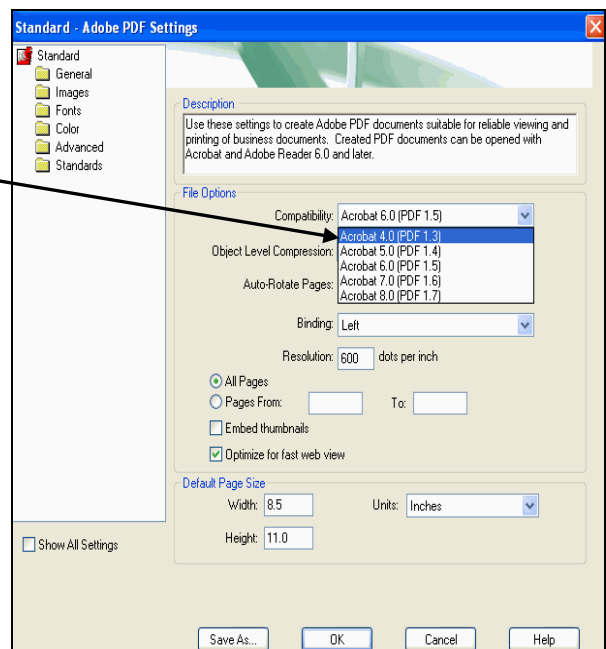 Standard - Adobe PDF Settings
Standard
General
Images
Fonts
Color
Advanced
Standards
Show All Settings
Description
Use these settings to create Adobe PDF documents suitable for reliable viewing and
printing of business documents. Created PDF documents can be opened with
Acrobat and Adobe Reader 6.0 and later.
File Options
Compatibility: Acrobat 6.0 (PDF 1.5)
Acrobat 4.0 (PDF 1.3)
Object Level Compression: Acrobat 5.0 (PDF 1.4)
Acrobat 6.0 (PDF 1.5)
Auto-Rotate Pages: Acrobat 7.0 (PDF 1.6)
Acrobat 8.0 (PDF 1.7)
Binding: Left
Resolution: 600 dots per inch
All Pages
Pages From: To:
Embed thumbnails
Optimize for fast web view
Default Page Size
Width: 8.5 Units: Inches
Height: 11.0
Save As... OK Cancel Help